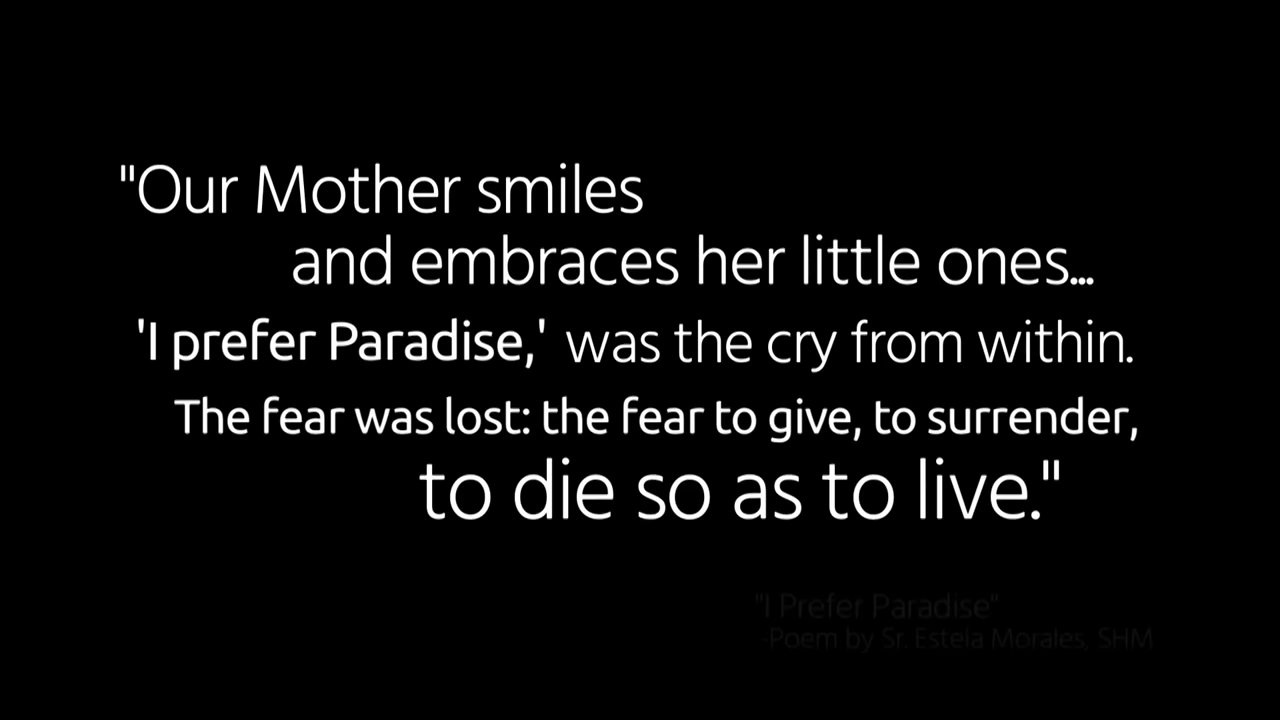 "Our Mother smiles
and embraces her little ones...
'I prefer Paradise,' was the cry from within.
The fear was lost: the fear to give, to surrender,
to die so as to live."
"I Prefer Paradise"
-Poem by Sr. Estela Morales, SHM